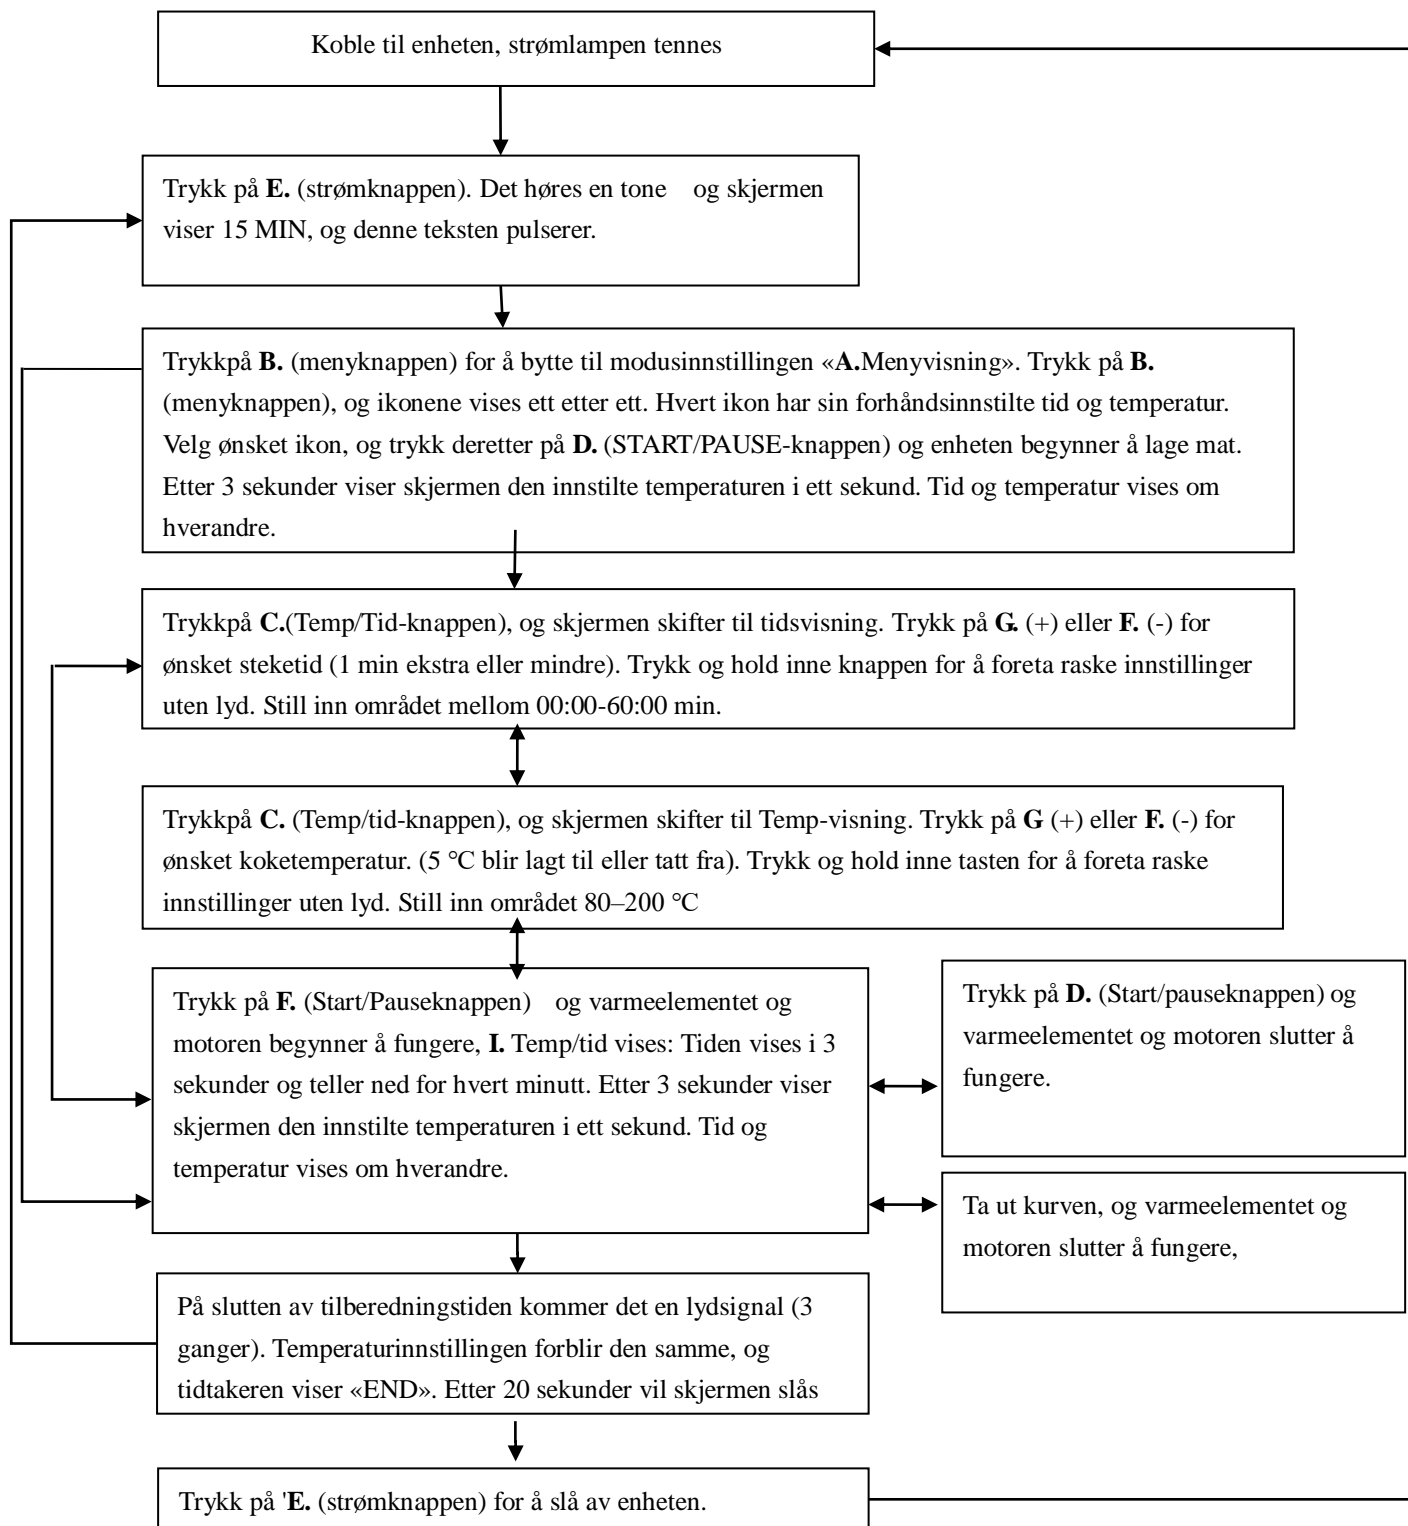 Koble til enheten, strømlampen tennes
Trykk på E. (strømknappen). Det høres en tone og skjermen
viser 15 MIN, og denne teksten pulserer.
Trykkpå B. (menyknappen) for å bytte til modusinnstillingen «A.Menyvisning». Trykk på B.
(menyknappen), og ikonene vises ett etter ett. Hvert ikon har sin forhåndsinnstilte tid og temperatur.
Velg ønsket ikon, og trykk deretter på D. (START/PAUSE-knappen) og enheten begynner å lage mat.
Etter 3 sekunder viser skjermen den innstilte temperaturen i ett sekund. Tid og temperatur vises om
hverandre.
Trykkpå C.(Temp/Tid-knappen), og skjermen skifter til tidsvisning. Trykk på G. (+) eller F. (-) for
ønsket steketid (1 min ekstra eller mindre). Trykk og hold inne knappen for å foreta raske innstillinger
uten lyd. Still inn området mellom 00:00-60:00 min.
Trykkpå C. (Temp/tid-knappen), og skjermen skifter til Temp-visning. Trykk på G (+) eller F. (-) for
ønsket koketemperatur. (5 °C blir lagt til eller tatt fra). Trykk og hold inne tasten for å foreta raske
innstillinger uten lyd. Still inn området 80–200 °C
Trykk på F. (Start/Pauseknappen) og varmeelementet og
motoren begynner å fungere, I. Temp/tid vises: Tiden vises i 3
sekunder og teller ned for hvert minutt. Etter 3 sekunder viser
skjermen den innstilte temperaturen i ett sekund. Tid og
temperatur vises om hverandre.
Trykk på D. (Start/pauseknappen) og
varmeelementet og motoren slutter å
fungere.
Ta ut kurven, og varmeelementet og
motoren slutter å fungere,
På slutten av tilberedningstiden kommer det en lydsignal (3
ganger). Temperaturinnstillingen forblir den samme, og
tidtakeren viser «END». Etter 20 sekunder vil skjermen slås
Trykk på 'E. (strømknappen) for å slå av enheten.